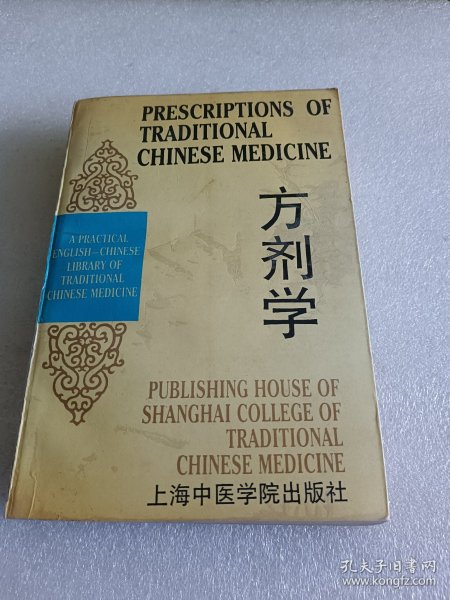 PRESCRIPTIONS OF
TRADITIONAL
CHINESE MEDICINE
方剂学
A PRACTICAL
ENGLISH—CHINESE
LIBRARY OF
TRADITIONAL
CHINESE MEDICINE
PUBLISHING HOUSE OF
SHANGHAI COLLEGE OF
TRADITIONAL
CHINESE MEDICINE
上海中医学院出版社
孔夫子旧书网
www.kongfz.com